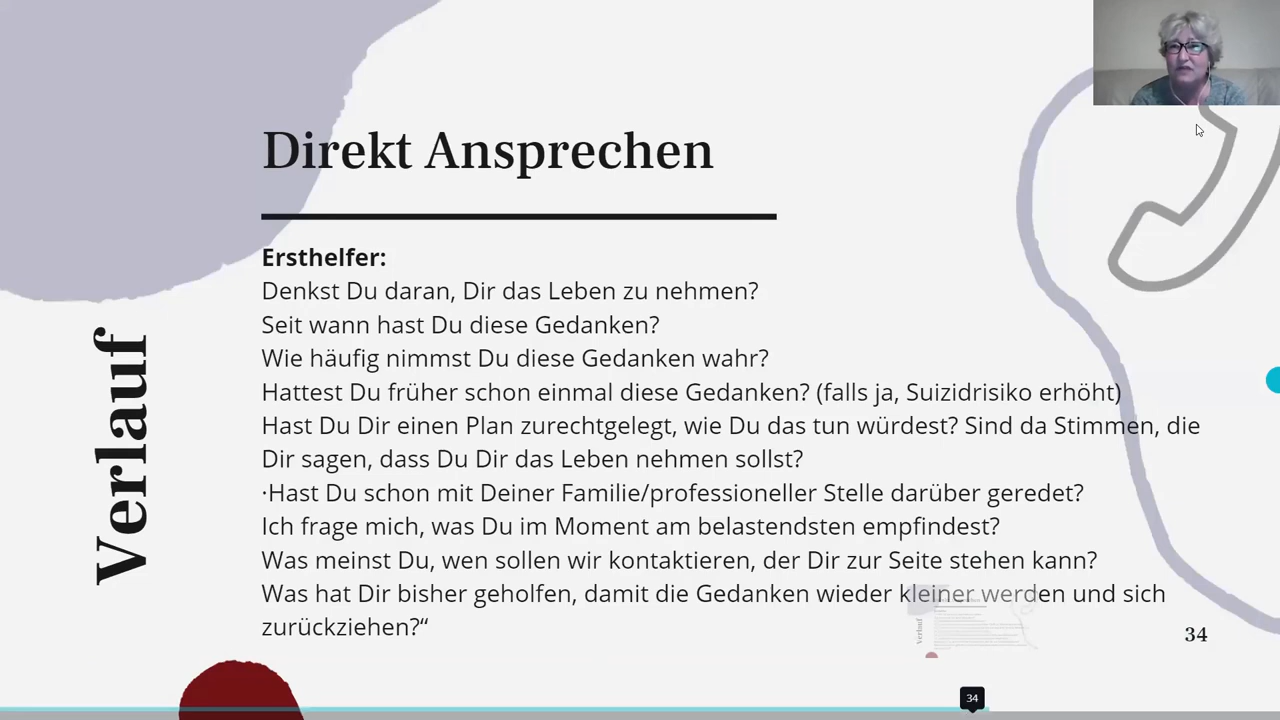 Direkt Ansprechen
Verlauf
Ersthelfer:
Denkst Du daran, Dir das Leben zu nehmen?
Seit wann hast Du diese Gedanken?
Wie häufig nimmst Du diese Gedanken wahr?
Hattest Du früher schon einmal diese Gedanken? (falls ja, Suizidrisiko erhöht)
Hast Du Dir einen Plan zurechtgelegt, wie Du das tun würdest? Sind da Stimmen, die
Dir sagen, dass Du Dir das Leben nehmen sollst?
·Hast Du schon mit Deiner Familie/professioneller Stelle darüber geredet?
Ich frage mich, was Du im Moment am belastendsten empfindest?
Was meinst Du, wen sollen wir kontaktieren, der Dir zur Seite stehen kann?
Was hat Dir bisher geholfen, damit die Gedanken wieder kleiner werden und sich
zurückziehen?“
34
34